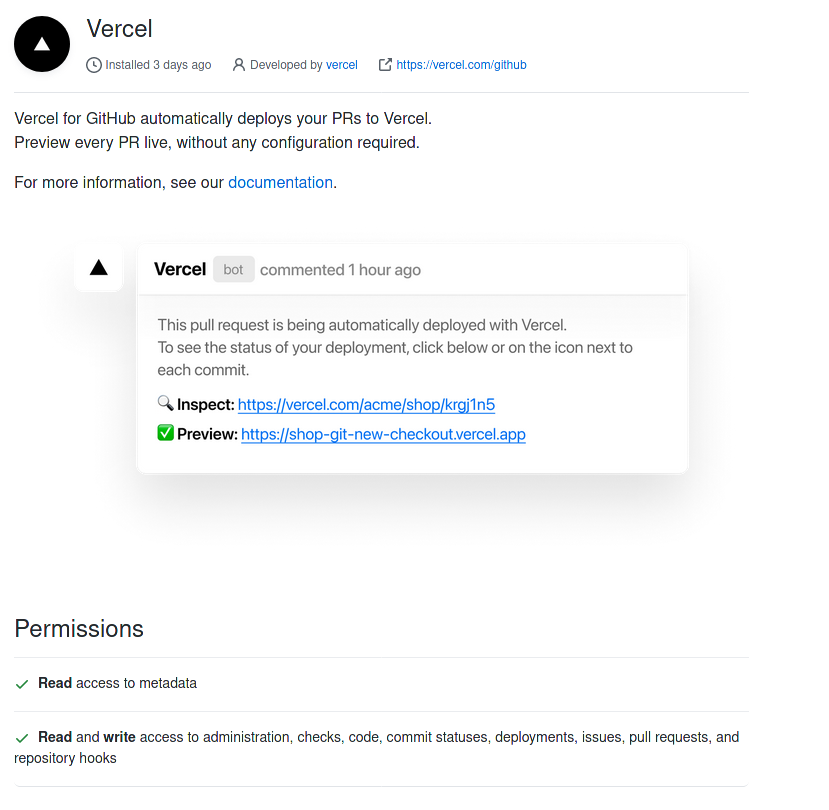 Vercel
Installed 3 days ago Developed by vercel https://vercel.com/github
Vercel for GitHub automatically deploys your PRs to Vercel.
Preview every PR live, without any configuration required.
For more information, see our documentation.
Vercel bot commented 1 hour ago
This pull request is being automatically deployed with Vercel.
To see the status of your deployment, click below or on the icon next to
each commit.
🔍 Inspect: https://vercel.com/acme/shop/krgj1n5
✅ Preview: https://shop-git-new-checkout.vercel.app
Permissions
✓ Read access to metadata
✓ Read and write access to administration, checks, code, commit statuses, deployments, issues, pull requests, and
repository hooks